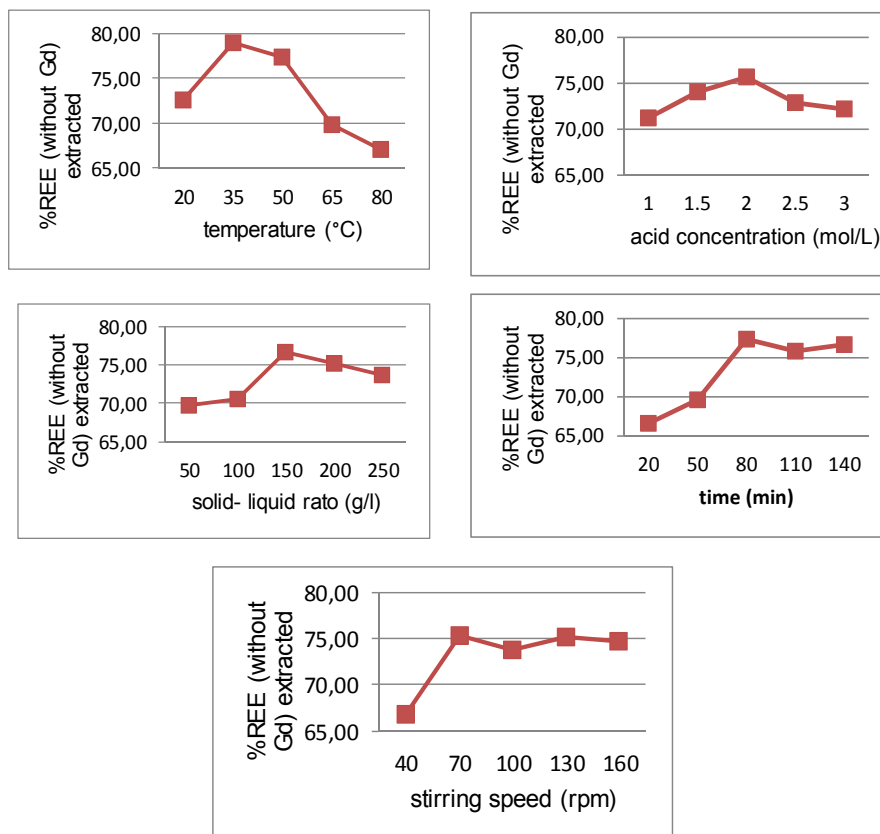 %REE (without Gd)
extracted
80,00
75,00
70,00
65,00
20 35 50 65 80
temperature (°C)
%REE (without Gd)
extracted
80,00
75,00
70,00
65,00
1 1.5 2 2.5 3
acid concentration (mol/L)
%REE (without
Gd) extracted
80,00
75,00
70,00
65,00
50 100 150 200 250
solid- liquid rato (g/l)
%REE (without
Gd) extracted
80,00
75,00
70,00
65,00
20 50 80 110 140
time (min)
%REE (without
Gd) extracted
80,00
75,00
70,00
65,00
40 70 100 130 160
stirring speed (rpm)